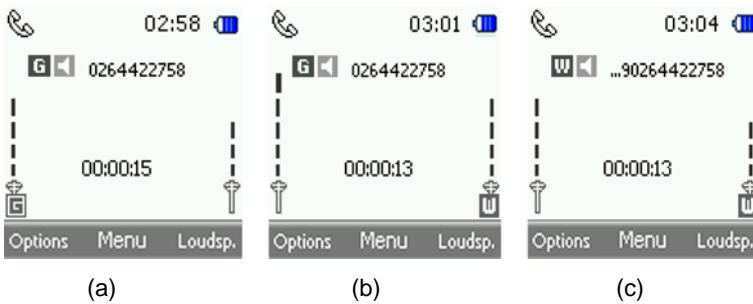 02:58
G 0264422758
00:00:15
G
Options Menu Loudsp.
(a)
03:01
G 0264422758
00:00:13
W
Options Menu Loudsp.
(b)
03:04
W ...90264422758
00:00:13
W
Options Menu Loudsp.
(c)